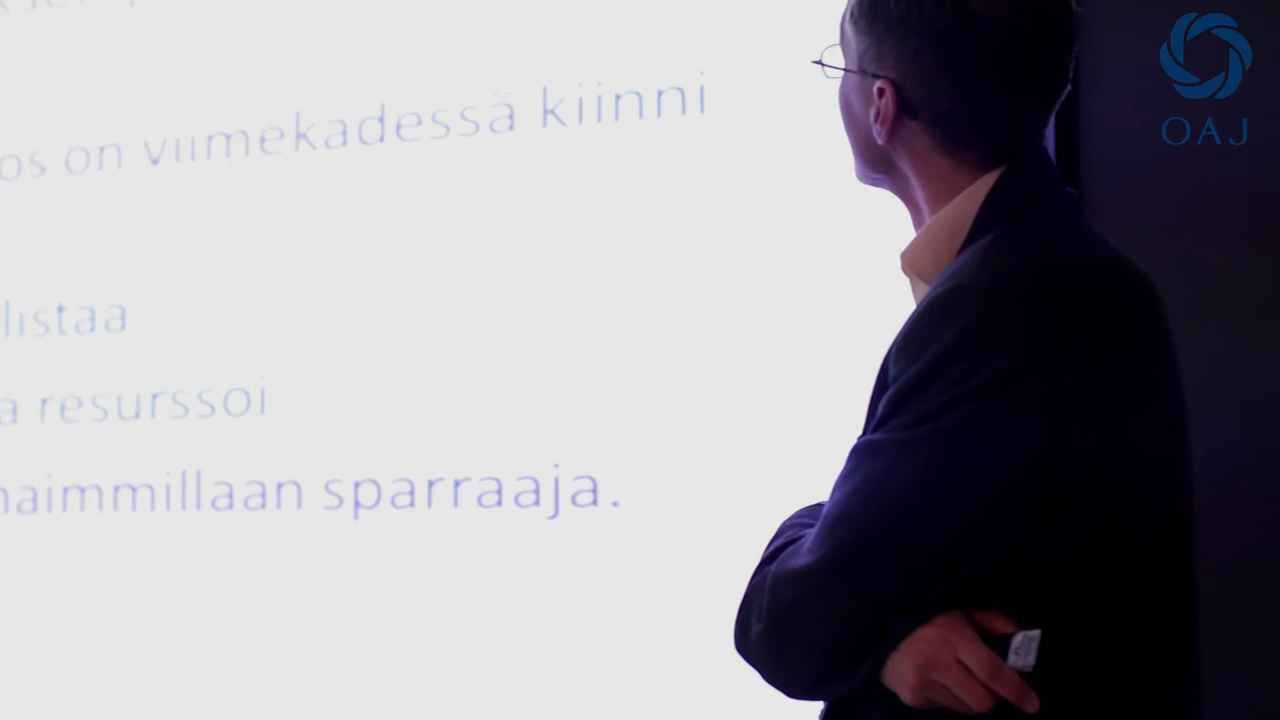 os on viimekädessä kiinni
listaa
a resurssoi
naimmillaan sparraaja.
OAJ